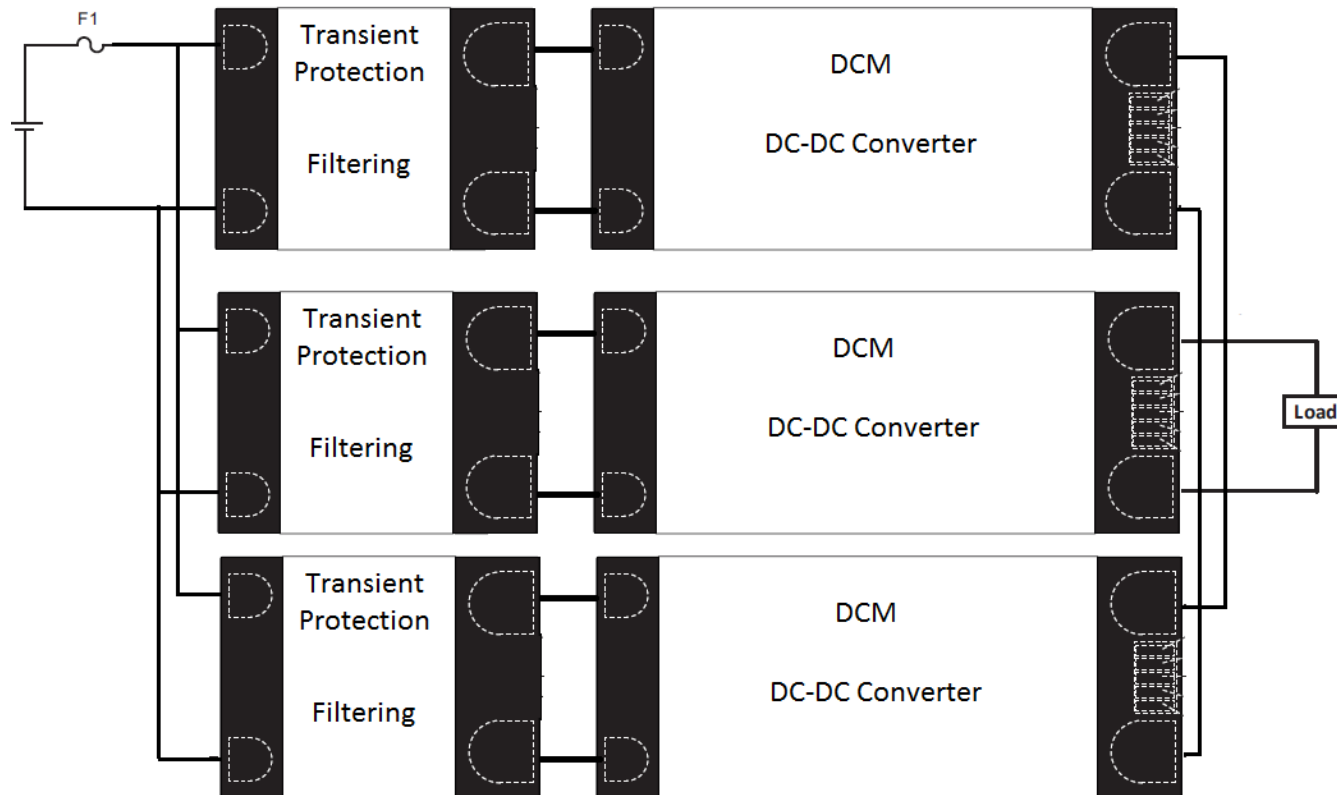 F1
Transient
Protection
Filtering
DCM
DC-DC Converter
Transient
Protection
Filtering
DCM
DC-DC Converter
Load
Transient
Protection
Filtering
DCM
DC-DC Converter